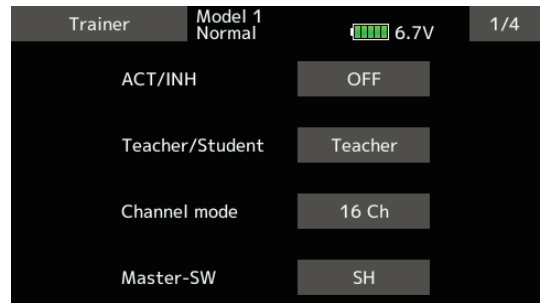 Trainer
Model 1
Normal
6.7V
1/4
ACT/INH OFF
Teacher/Student Teacher
Channel mode 16 Ch
Master-SW SH